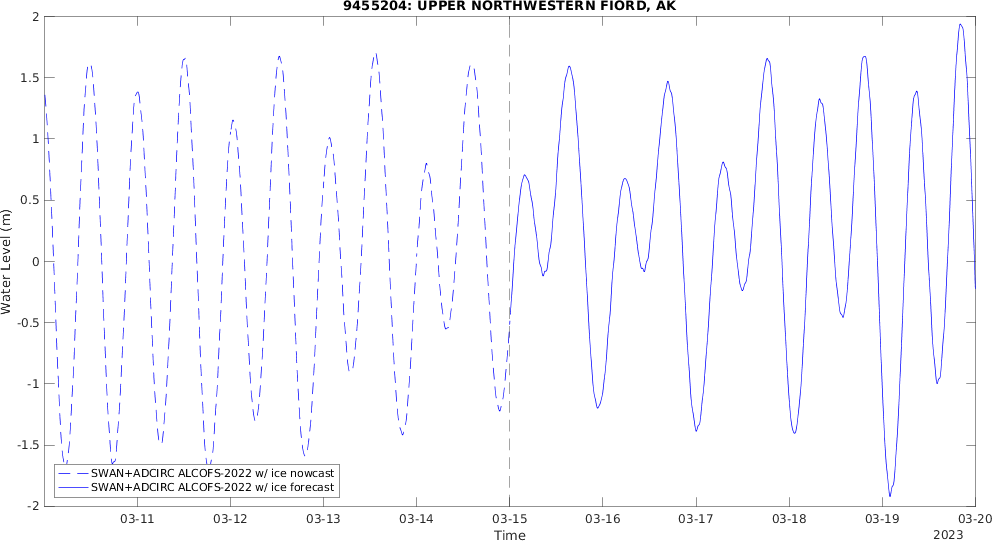 9455204: UPPER NORTHWESTERN FIORD, AK
2
1.5
1
0.5
0
-0.5
-1
-1.5
-2
Water Level (m)
SWAN+ADCIRC ALCOFS-2022 w/ ice nowcast
SWAN+ADCIRC ALCOFS-2022 w/ ice forecast
03-11 03-12 03-13 03-14 03-15 03-16 03-17 03-18 03-19 03-20
Time
2023